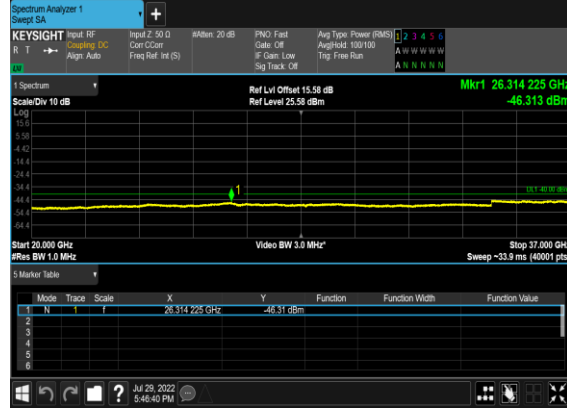 Spectrum Analyzer 1
Swept SA
+
KEYSIGHT Input: RF Input Z: 50 Ω #Atten: 20 dB PNO: Fast Avg Type: Power (RMS) 1 2 3 4 5 6
R T Coupling: DC Corr CCorr Gate: Off Avg|Hold: 100/100 A W W W W W
Align: Auto Freq Ref: Int (S) IF Gain: Low Trig: Free Run A N N N N N
Sig Track: Off
1 Spectrum Ref Lvl Offset 15.58 dB Mkr1 26.314 225 GHz
Scale/Div 10 dB Ref Level 25.58 dBm -46.313 dBm
Log
15.6
5.58
-4.42
-14.4
-24.4
-34.4
1
DL1 -40.00 dBm
-44.4
-54.4
-64.4
Start 20.000 GHz Video BW 3.0 MHz* Stop 37.000 GHz
#Res BW 1.0 MHz Sweep ~33.9 ms (40001 pts)
5 Marker Table
Mode Trace Scale X Y Function Function Width Function Value
1 N 1 f 26.314 225 GHz -46.31 dBm
2
3
4
5
6
? Jul 29, 2022
5:46:40 PM